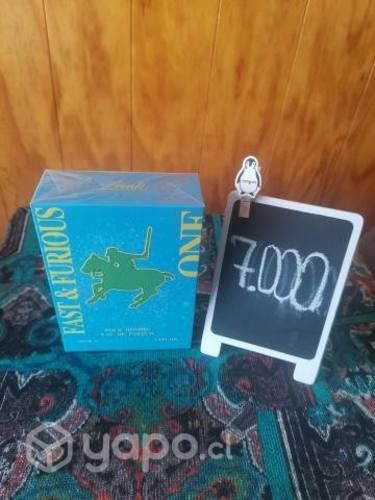 FAST & FURIOUS
ONE
POUR HOMME
EAU DE PARFUM
7.000
yapo.cl